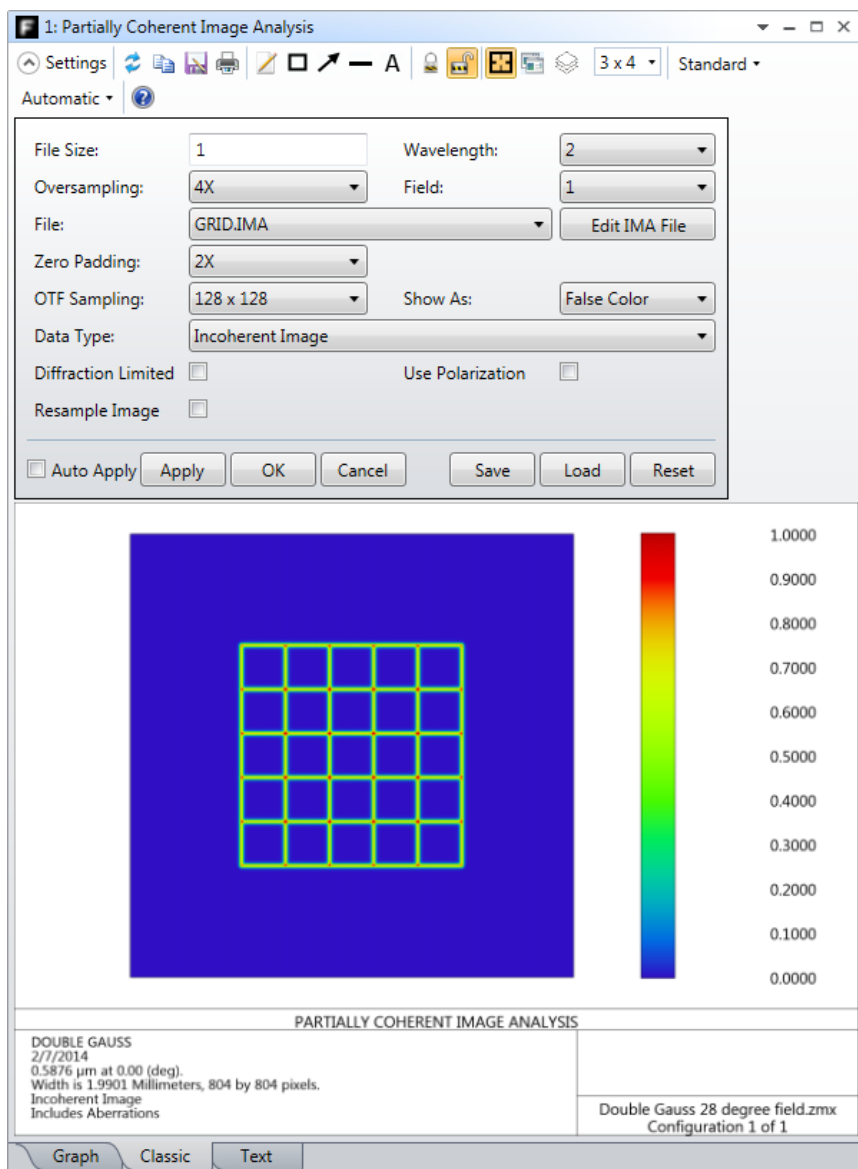 1: Partially Coherent Image Analysis
Settings
A
3 x 4
Standard
Automatic
File Size: 1 Wavelength: 2
Oversampling: 4X Field: 1
File: GRID.IMA Edit IMA File
Zero Padding: 2X
OTF Sampling: 128 x 128 Show As: False Color
Data Type: Incoherent Image
Diffraction Limited Use Polarization
Resample Image
Auto Apply Apply OK Cancel Save Load Reset
1.0000
0.9000
0.8000
0.7000
0.6000
0.5000
0.4000
0.3000
0.2000
0.1000
0.0000
PARTIALLY COHERENT IMAGE ANALYSIS
DOUBLE GAUSS
2/7/2014
0.5876 µm at 0.00 (deg).
Width is 1.9901 Millimeters, 804 by 804 pixels.
Incoherent Image
Includes Aberrations
Double Gauss 28 degree field.zmx
Configuration 1 of 1
Graph Classic Text